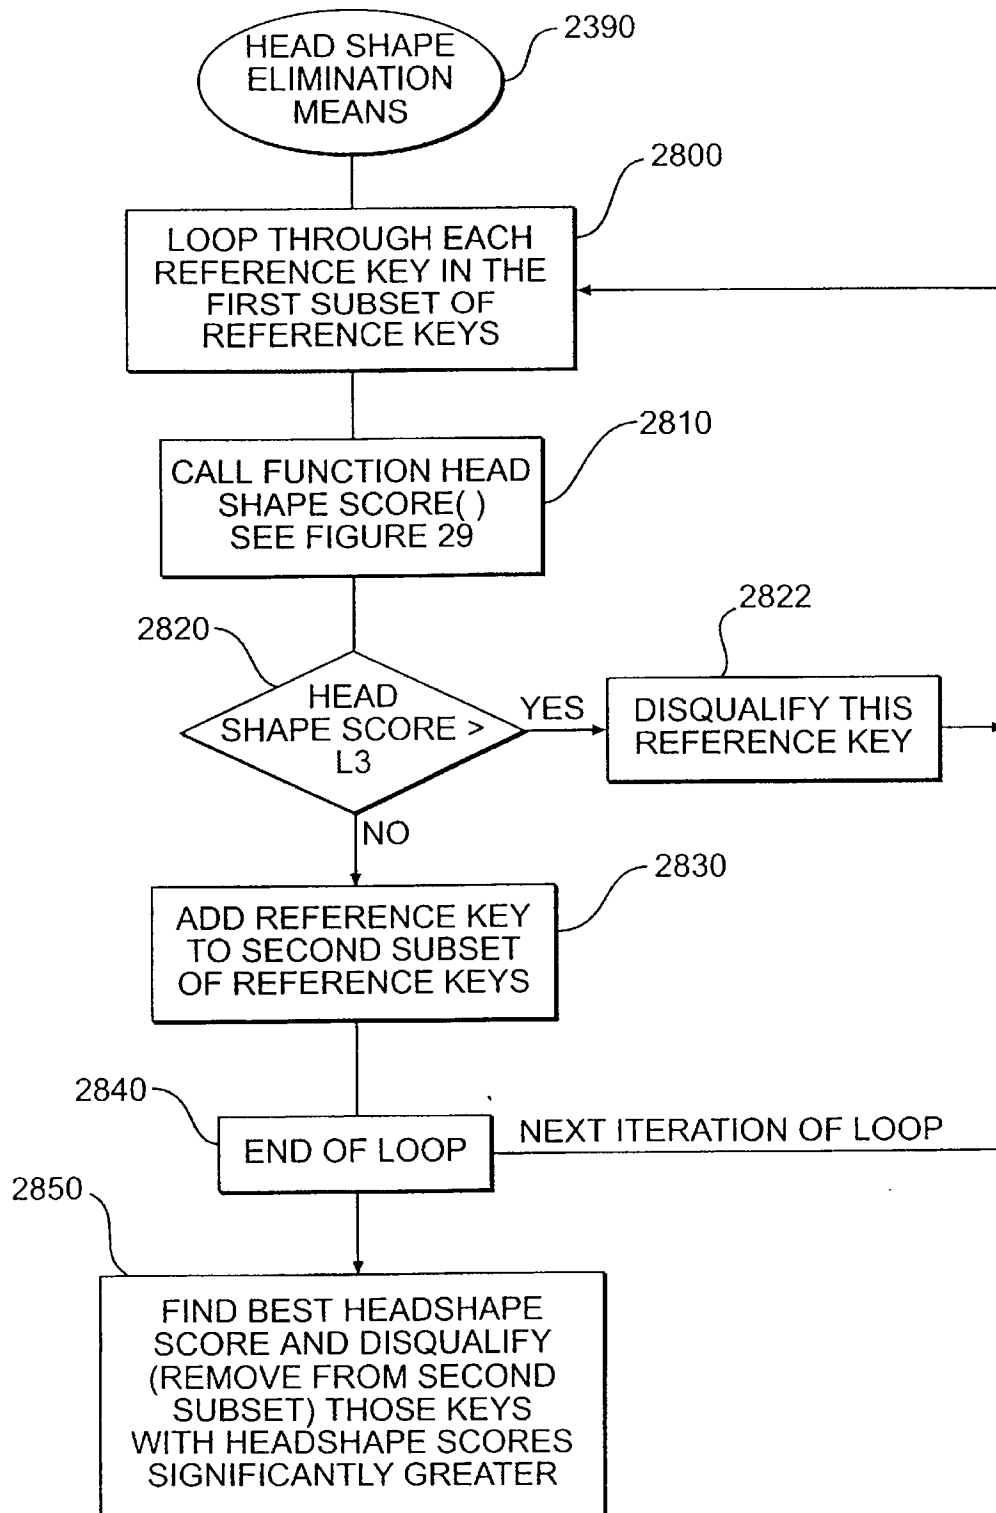 HEAD SHAPE
ELIMINATION
MEANS
2390
2800
LOOP THROUGH EACH
REFERENCE KEY IN THE
FIRST SUBSET OF
REFERENCE KEYS
2810
CALL FUNCTION HEAD
SHAPE SCORE( )
SEE FIGURE 29
2820
HEAD
SHAPE SCORE >
L3
YES
2822
DISQUALIFY THIS
REFERENCE KEY
NO
2830
ADD REFERENCE KEY
TO SECOND SUBSET
OF REFERENCE KEYS
2840
END OF LOOP
NEXT ITERATION OF LOOP
2850
FIND BEST HEADSHAPE
SCORE AND DISQUALIFY
(REMOVE FROM SECOND
SUBSET) THOSE KEYS
WITH HEADSHAPE SCORES
SIGNIFICANTLY GREATER